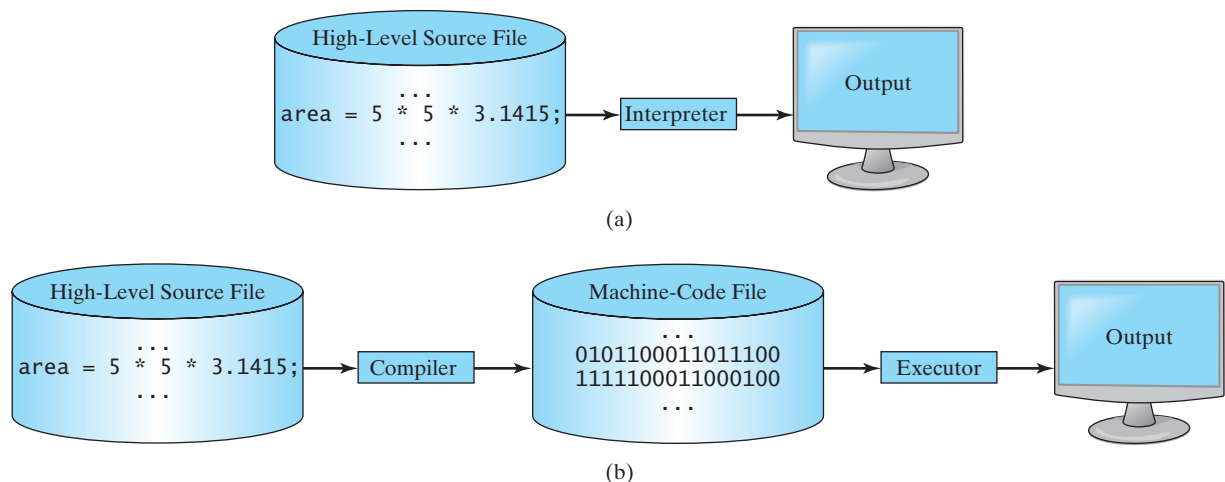 High-Level Source File
...
area = 5 * 5 * 3.1415;
...
Interpreter
Output
(a)
High-Level Source File
...
area = 5 * 5 * 3.1415;
...
Compiler
Machine-Code File
...
0101100011011100
1111100011000100
...
Executor
Output
(b)